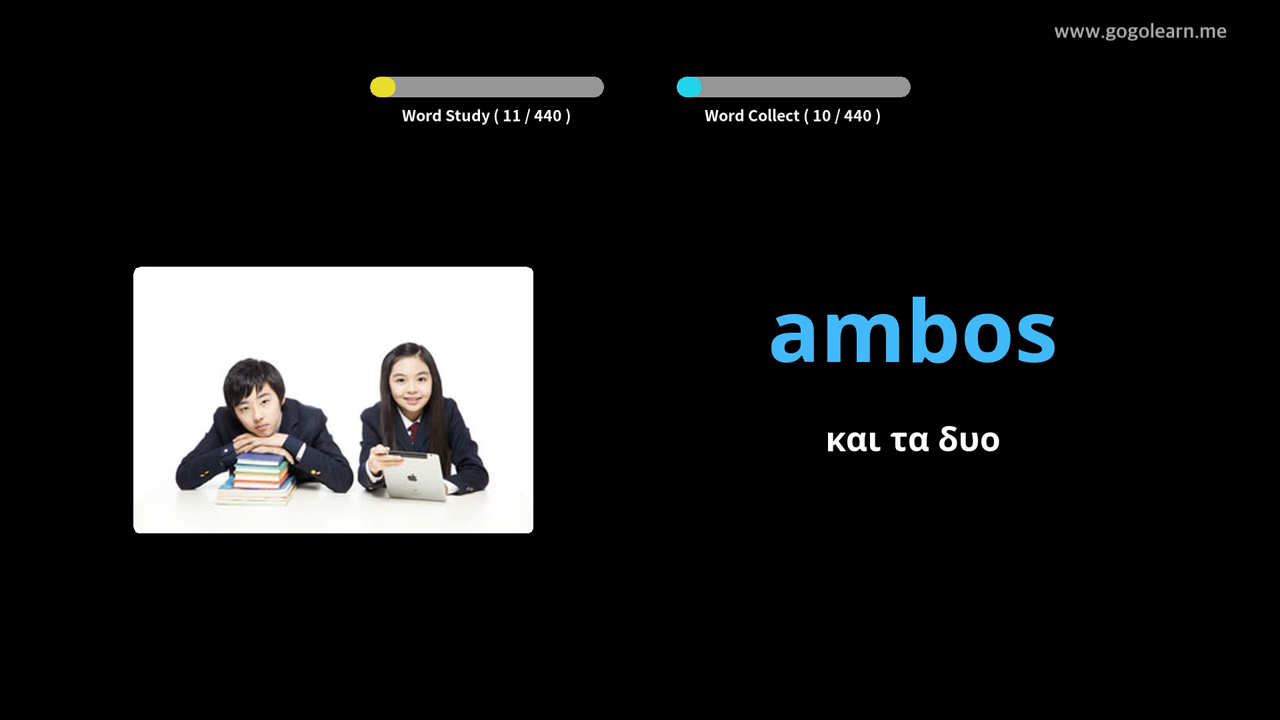 www.gogolearn.me
Word Study ( 11 / 440 )
Word Collect ( 10 / 440 )
ambos
και τα δυο